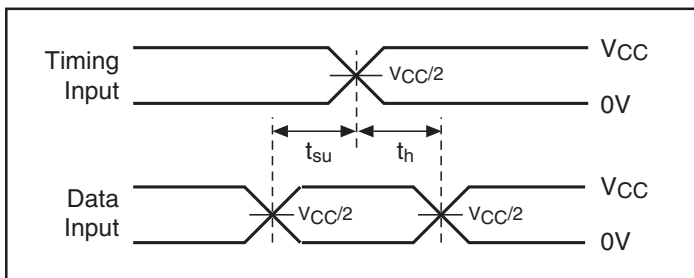 Timing
Input
VCC
VCC/2
0V
tsu
th
Data
Input
VCC
VCC/2
VCC/2
0V